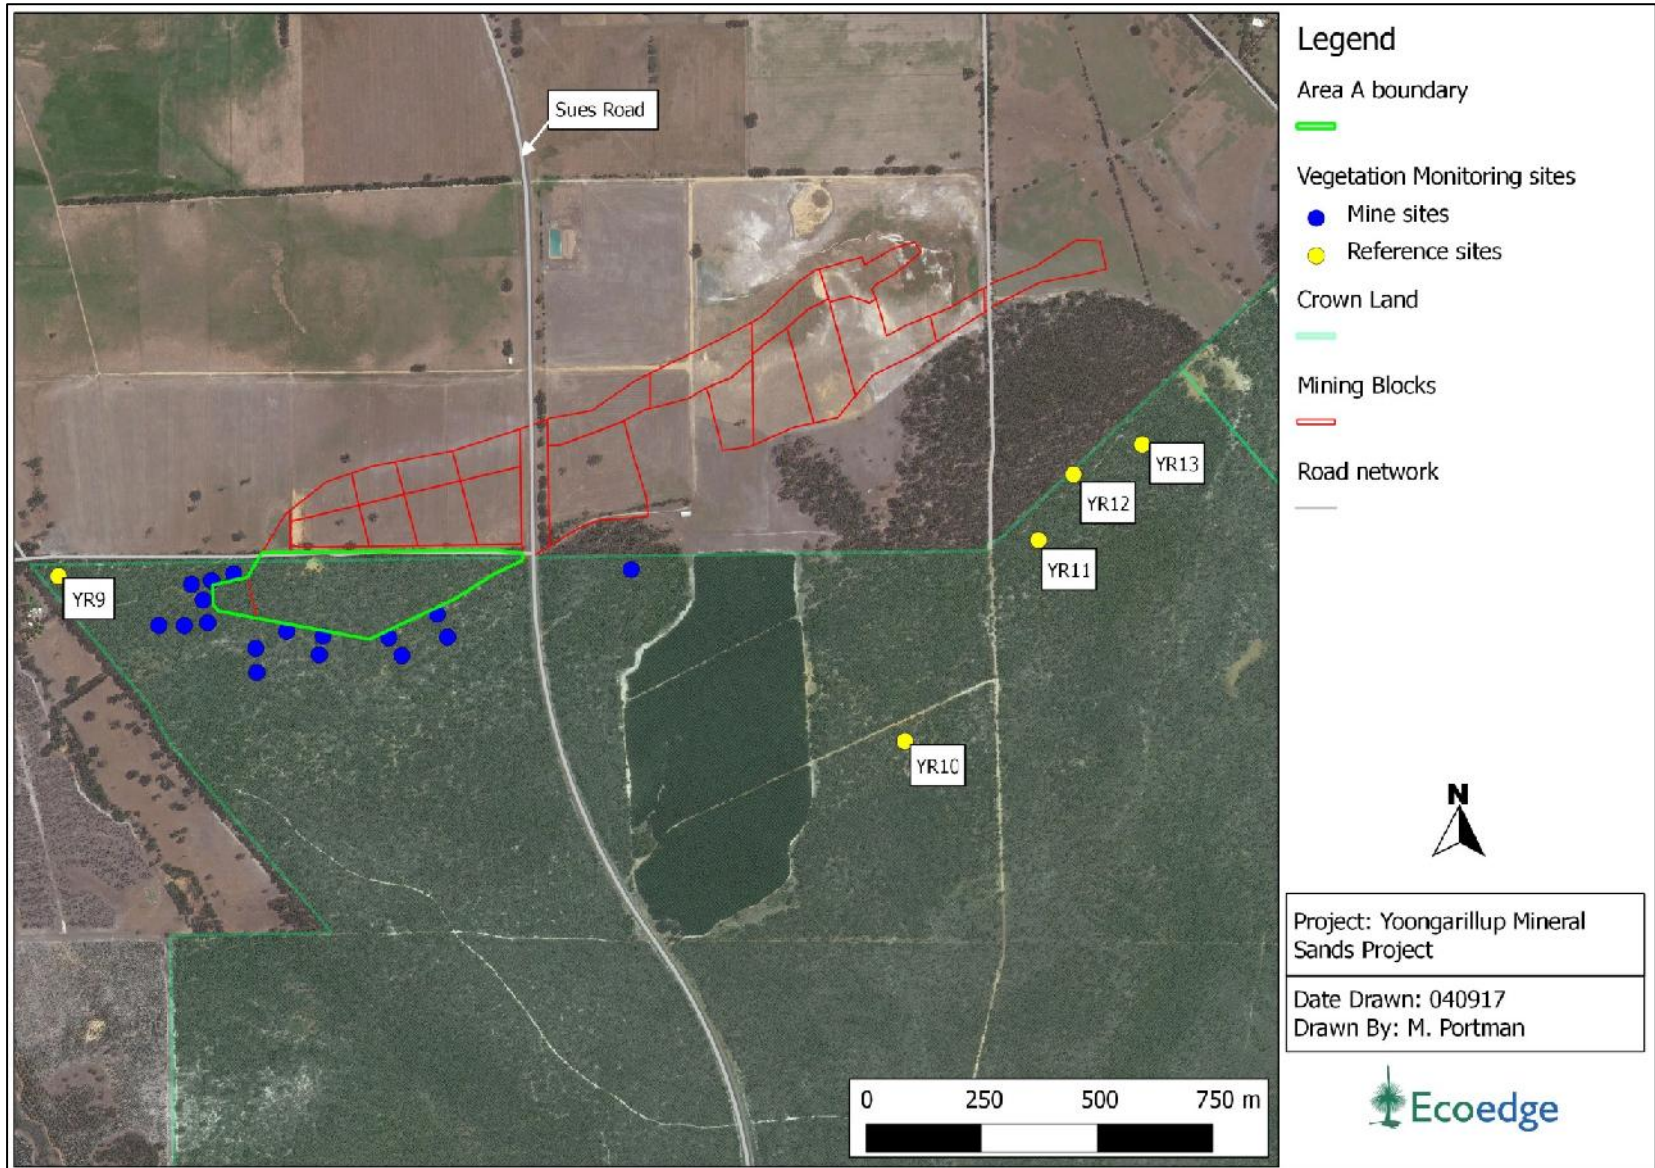 Sues Road
YR9
YR10
YR11
YR12
YR13
0 250 500 750 m
Legend
Area A boundary
Vegetation Monitoring sites
Mine sites
Reference sites
Crown Land
Mining Blocks
Road network
N
Project: Yoongarillup Mineral
Sands Project
Date Drawn: 040917
Drawn By: M. Portman
Ecoedge